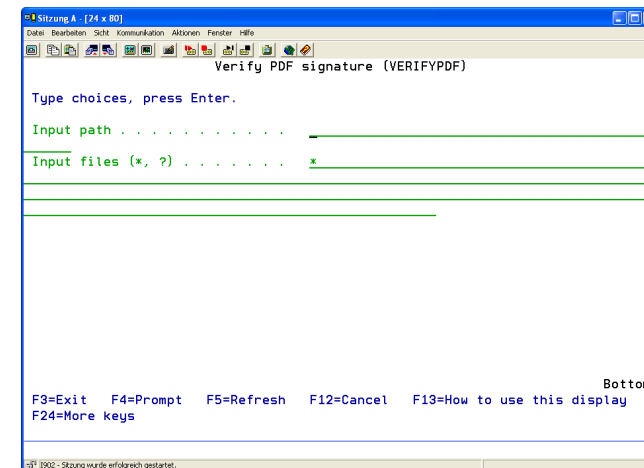 Sitzung A - [24 x 80]
Datei Bearbeiten Sicht Kommunikation Aktionen Fenster Hilfe
Verify PDF signature (VERIFYPDF)
Type choices, press Enter.
Input path . . . . . . . . . . .
Input files (*, ?) . . . . . . . *
Botto
F3=Exit F4=Prompt F5=Refresh F12=Cancel F13=How to use this display
F24=More keys
I902 - Sitzung wurde erfolgreich gestartet.